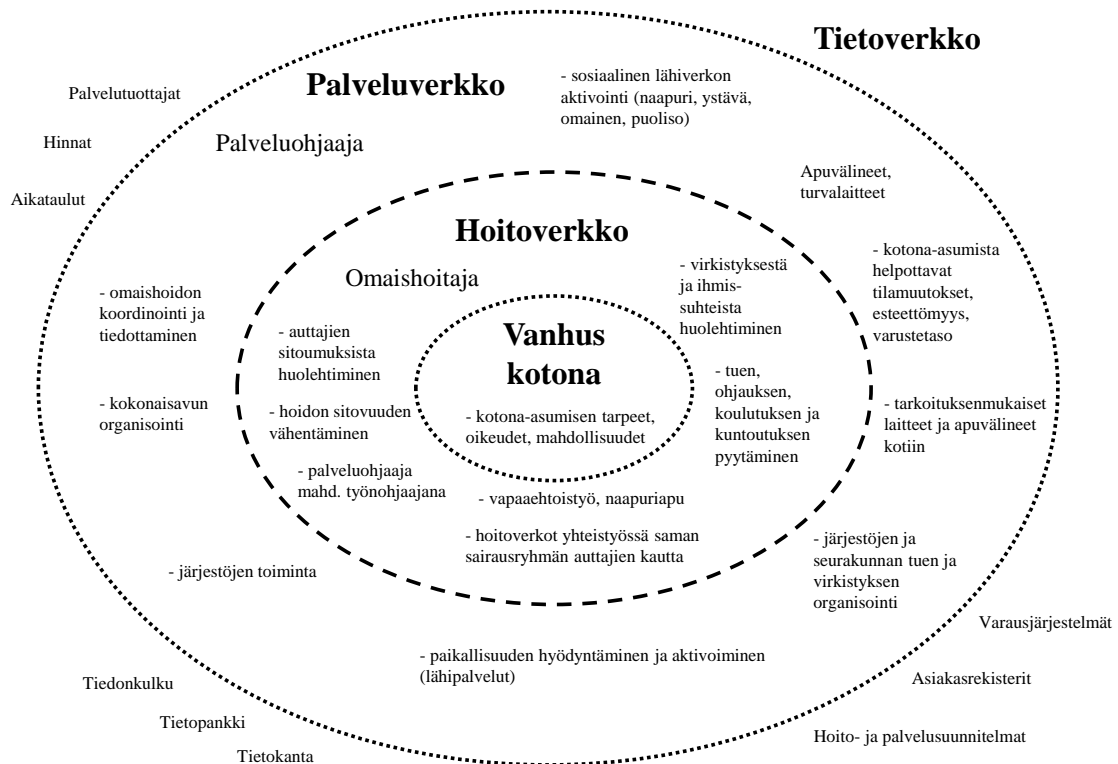 Tietoverkko
Palveluverkko
- sosiaalinen lähiverkon
aktivointi (naapuri, ystävä,
omainen, puoliso)
Palvelutuottajat
Hinnat
Aikataulut
Palveluohjaaja
Apuvälineet,
turvalaitteet
Hoitoverkko
Omaishoitaja
- virkistyksestä
ja ihmis-
suhteista
huolehtiminen
- kotona-asumista
helpottavat
tilamuutokset,
esteettömyys,
varustetaso
- omaishoidon
koordinointi ja
tiedottaminen
- auttajien
sitoumuksista
huolehtiminen
Vanhus
kotona
- kotona-asumisen tarpeet,
oikeudet, mahdollisuudet
- tuen,
ohjauksen,
koulutuksen ja
kuntoutuksen
pyytäminen
- kokonaisavun
organisointi
- hoidon sitovuuden
vähentäminen
- tarkoituksenmukaiset
laitteet ja apuvälineet
kotiin
- palveluohjaaja
mahd. työnohjaajana
- vapaaehtoistyö, naapuriapu
- hoitoverkot yhteistyössä saman
sairausryhmän auttajien kautta
- järjestöjen toiminta
- järjestöjen ja
seurakunnan tuen ja
virkistyksen
organisointi
- paikallisuuden hyödyntäminen ja aktivoiminen
(lähipalvelut)
Varausjärjestelmät
Asiakasrekisterit
Hoito- ja palvelusuunnitelmat
Tiedonkulku
Tietopankki
Tietokanta